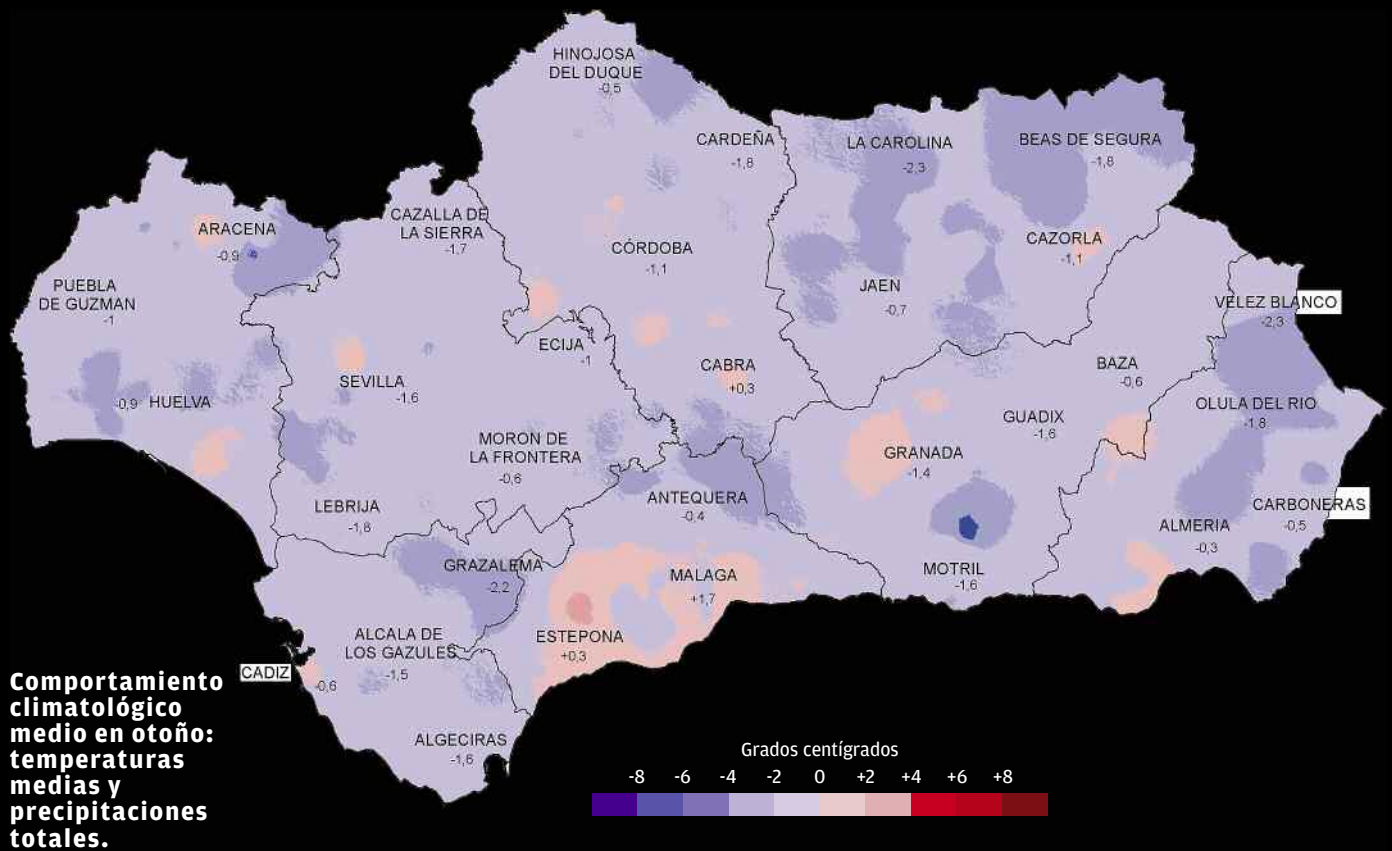 HINOJOSA
DEL DUQUE
-0,5
CARDEÑA
-1,8
LA CAROLINA
-2,3
BEAS DE SEGURA
-1,8
ARACENA
-0,9
CAZALLA DE
LA SIERRA
-1,7
CÓRDOBA
-1,1
CAZORLA
-1,1
PUEBLA
DE GUZMAN
-1
JAEN
-0,7
VELEZ BLANCO
-2,3
ECIJA
-1
SEVILLA
-1,6
CABRA
+0,3
BAZA
-0,6
-0,9 HUELVA
GUADIX
-1,6
OLULA DEL RIO
-1,8
MORON DE
LA FRONTERA
-0,6
GRANADA
-1,4
LEBRIJA
-1,8
ANTEQUERA
-0,4
CARBONERAS
-0,5
ALMERIA
-0,3
GRAZALEMA
-2,2
MALAGA
+1,7
MOTRIL
-1,6
ALCALA DE
LOS GAZULES
-1,5
ESTEPONA
+0,3
CADIZ
-0,6
ALGECIRAS
-1,6
Comportamiento
climatológico
medio en otoño:
temperaturas
medias y
precipitaciones
totales.
Grados centígrados
-8 -6 -4 -2 0 +2 +4 +6 +8